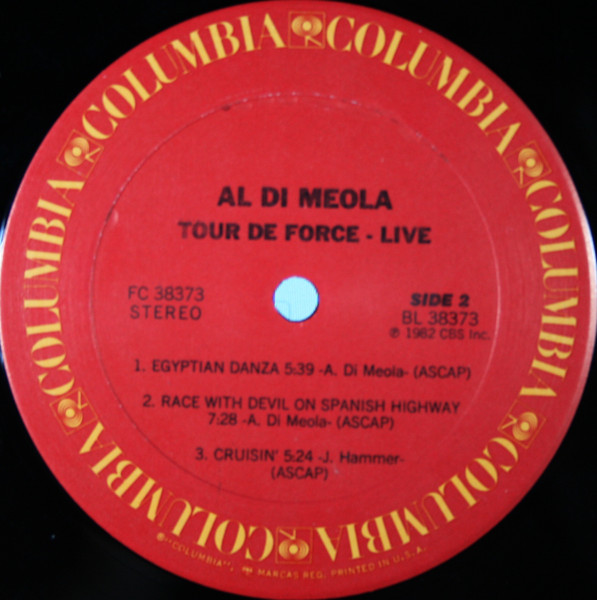 COLUMBIA COLUMBIA COLUMBIA COLUMBIA COLUMBIA COLUMBIA COLUMBIA COLUMBIA
AL DI MEOLA
TOUR DE FORCE - LIVE
FC 38373
STEREO
SIDE 2
BL 38373
℗ 1982 CBS Inc.
1. EGYPTIAN DANZA 5:39 -A. Di Meola- (ASCAP)
2. RACE WITH DEVIL ON SPANISH HIGHWAY
7:28 -A. Di Meola- (ASCAP)
3. CRUISIN' 5:24 -J. Hammer-
(ASCAP)
®"COLUMBIA", MARCAS REG. PRINTED IN U.S.A.